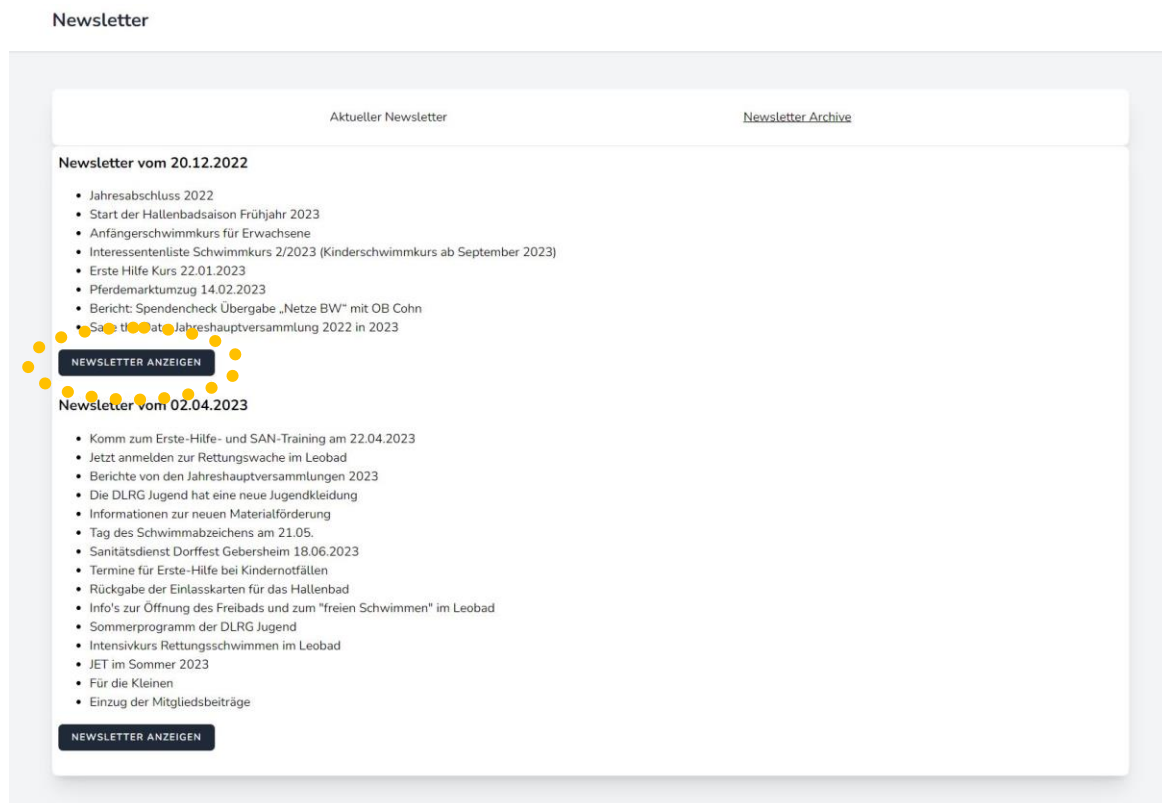 Newsletter
Aktueller Newsletter Newsletter Archive
Newsletter vom 20.12.2022
• Jahresabschluss 2022
• Start der Hallenbadsaison Frühjahr 2023
• Anfängerschwimmkurs für Erwachsene
• Interessentenliste Schwimmkurs 2/2023 (Kinderschwimmkurs ab September 2023)
• Erste Hilfe Kurs 22.01.2023
• Pferdemarktumzug 14.02.2023
• Bericht: Spendencheck Übergabe „Netze BW“ mit OB Cohn
• Save the Date Jahreshauptversammlung 2022 in 2023
NEWSLETTER ANZEIGEN
Newsletter vom 02.04.2023
• Komm zum Erste-Hilfe- und SAN-Training am 22.04.2023
• Jetzt anmelden zur Rettungswache im Leobad
• Berichte von den Jahreshauptversammlungen 2023
• Die DLRG Jugend hat eine neue Jugendkleidung
• Informationen zur neuen Materialförderung
• Tag des Schwimmabzeichens am 21.05.
• Sanitätsdienst Dorffest Gebersheim 18.06.2023
• Termine für Erste-Hilfe bei Kindernotfällen
• Rückgabe der Einlasskarten für das Hallenbad
• Info's zur Öffnung des Freibads und zum "freien Schwimmen" im Leobad
• Sommerprogramm der DLRG Jugend
• Intensivkurs Rettungsschwimmen im Leobad
• JET im Sommer 2023
• Für die Kleinen
• Einzug der Mitgliedsbeiträge
NEWSLETTER ANZEIGEN